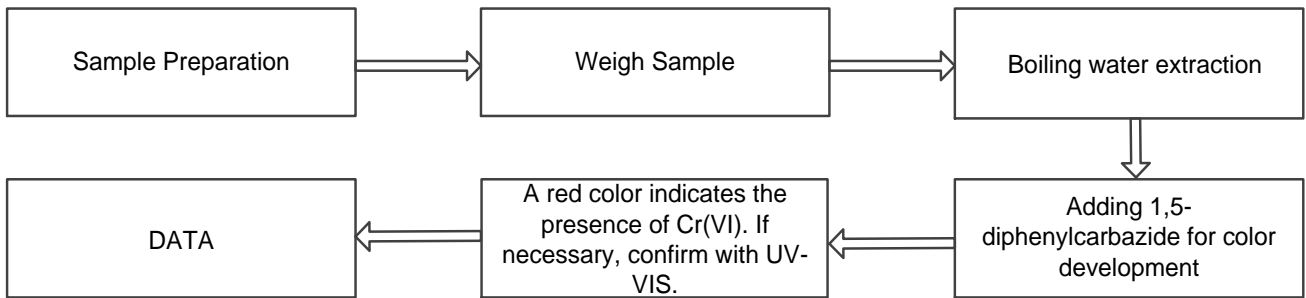 Sample Preparation
Weigh Sample
Boiling water extraction
Adding 1,5-
diphenylcarbazide for color
development
A red color indicates the
presence of Cr(VI). If
necessary, confirm with UV-
VIS.
DATA